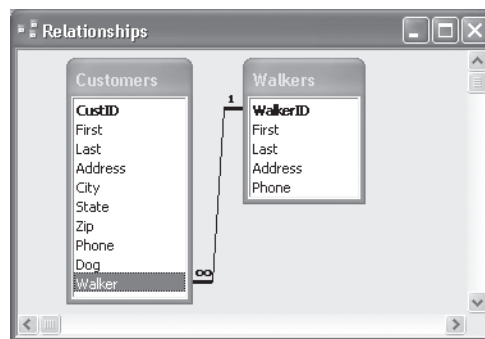 Relationships
Customers
CustID
First
Last
Address
City
State
Zip
Phone
Dog
Walker
∞
1
Walkers
WalkerID
First
Last
Address
Phone